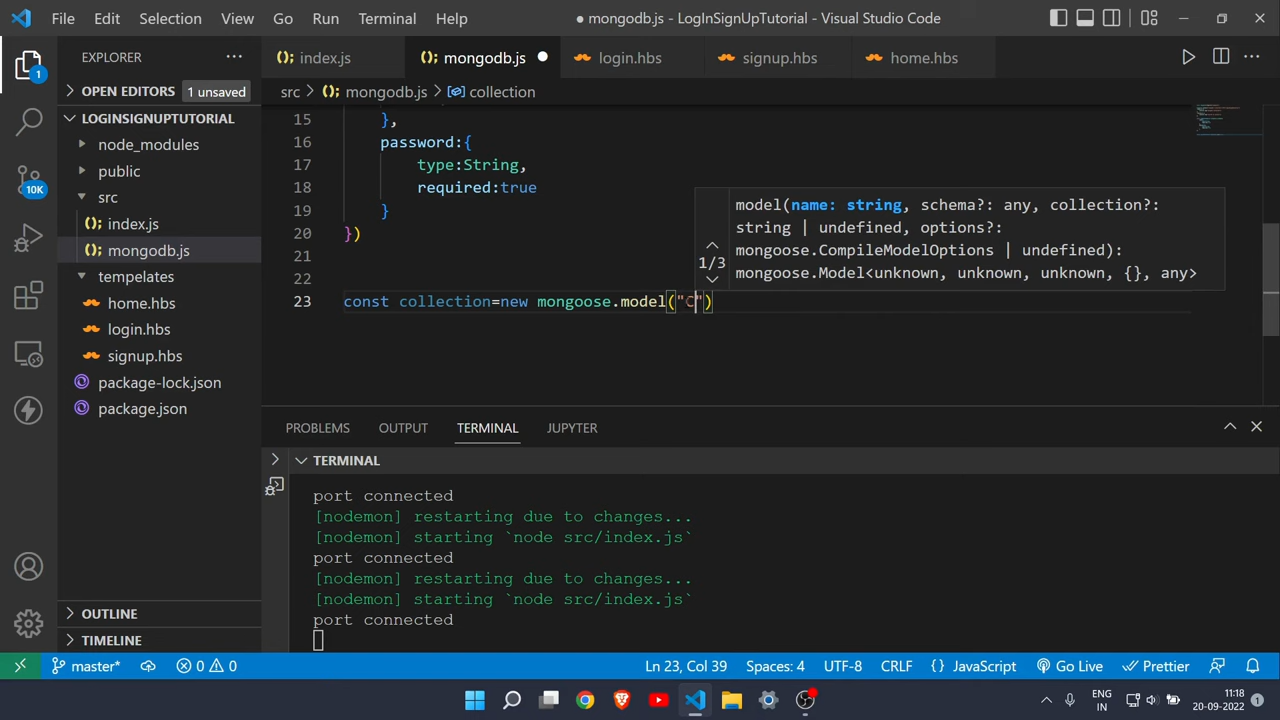 File Edit Selection View Go Run Terminal Help ● mongodb.js - LogInSignUpTutorial - Visual Studio Code
EXPLORER ···
index.js mongodb.js login.hbs signup.hbs home.hbs
OPEN EDITORS 1 unsaved
src > mongodb.js > collection
LOGINSIGNUPTUTORIAL
node_modules
public
src
index.js
mongodb.js
tempelates
home.hbs
login.hbs
signup.hbs
package-lock.json
package.json
OUTLINE
TIMELINE
1
10K
15 },
16 password:{
17 type:String,
18 required:true
19 }
20 })
21
22
23 const collection=new mongoose.model("C")
model(name: string, schema?: any, collection?:
string | undefined, options?:
mongoose.CompileModelOptions | undefined):
mongoose.Model<unknown, unknown, unknown, {}, any>
1/3
PROBLEMS OUTPUT TERMINAL JUPYTER
TERMINAL
port connected
[nodemon] restarting due to changes...
[nodemon] starting `node src/index.js`
port connected
[nodemon] restarting due to changes...
[nodemon] starting `node src/index.js`
port connected
master* 0 0 Ln 23, Col 39 Spaces: 4 UTF-8 CRLF {} JavaScript Go Live Prettier
ENG 11:18
IN 20-09-2022 1